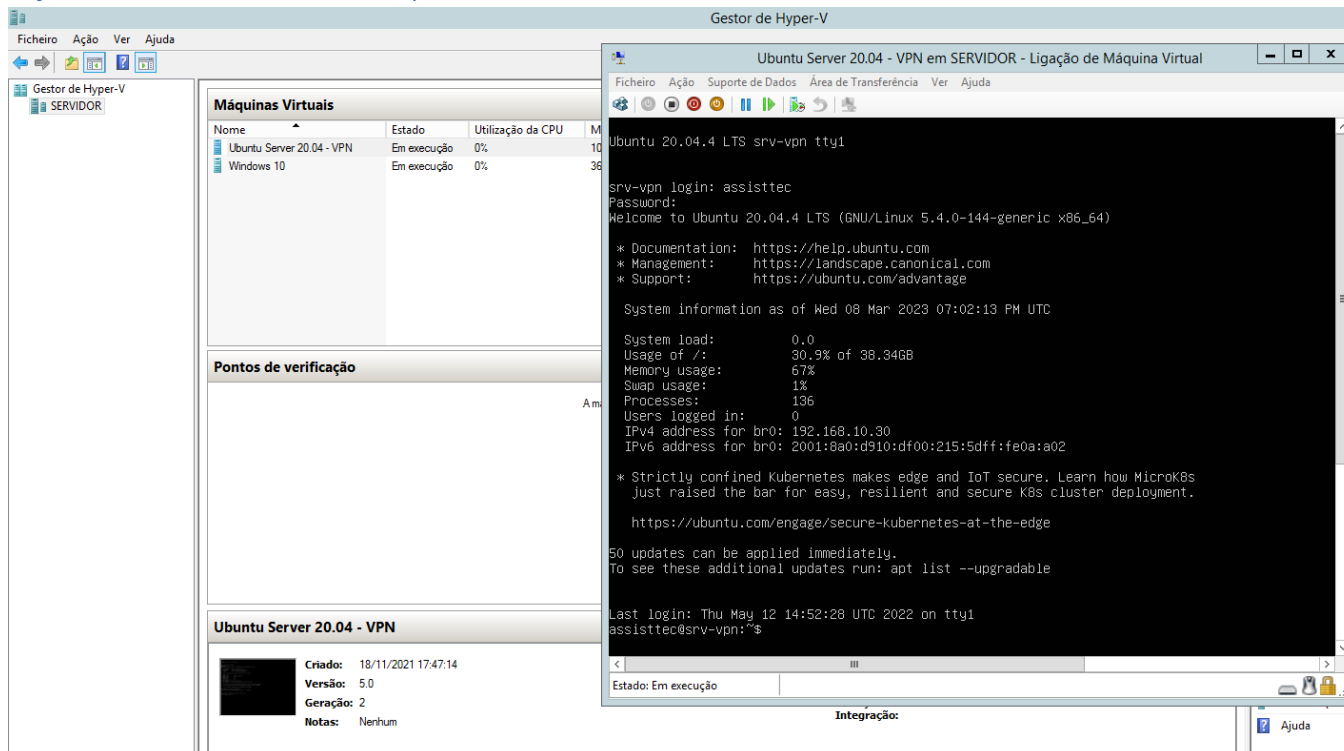 Gestor de Hyper-V
Ficheiro Ação Ver Ajuda
Gestor de Hyper-V
SERVIDOR
Máquinas Virtuais
Nome Estado Utilização da CPU M
Ubuntu Server 20.04 - VPN Em execução 0% 10
Windows 10 Em execução 0% 36
Pontos de verificação
A ma
Ubuntu Server 20.04 - VPN
Criado: 18/11/2021 17:47:14
Versão: 5.0
Geração: 2
Notas: Nenhum
Integração:
Ajuda
Ubuntu Server 20.04 - VPN em SERVIDOR - Ligação de Máquina Virtual
Ficheiro Ação Suporte de Dados Área de Transferência Ver Ajuda
Ubuntu 20.04.4 LTS srv-vpn tty1
srv-vpn login: assisttec
Password:
Welcome to Ubuntu 20.04.4 LTS (GNU/Linux 5.4.0-144-generic x86_64)
* Documentation: https://help.ubuntu.com
* Management: https://landscape.canonical.com
* Support: https://ubuntu.com/advantage
System information as of Wed 08 Mar 2023 07:02:13 PM UTC
System load: 0.0
Usage of /: 30.9% of 38.34GB
Memory usage: 67%
Swap usage: 1%
Processes: 136
Users logged in: 0
IPv4 address for br0: 192.168.10.30
IPv6 address for br0: 2001:8a0:d910:df00:215:5dff:fe0a:a02
* Strictly confined Kubernetes makes edge and IoT secure. Learn how MicroK8s
just raised the bar for easy, resilient and secure K8s cluster deployment.
https://ubuntu.com/engage/secure-kubernetes-at-the-edge
50 updates can be applied immediately.
To see these additional updates run: apt list --upgradable
Last login: Thu May 12 14:52:28 UTC 2022 on tty1
assisttec@srv-vpn:~$
Estado: Em execução